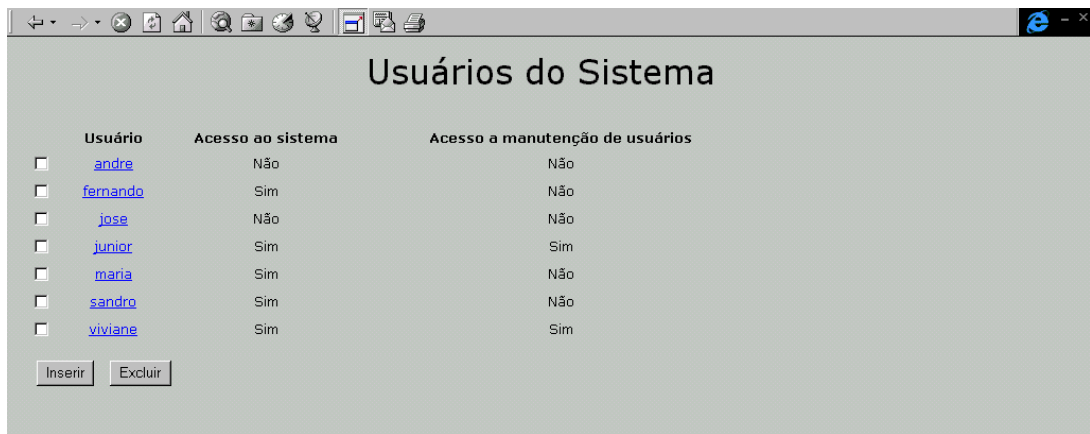 Usuários do Sistema
Usuário Acesso ao sistema Acesso a manutenção de usuários
andre Não Não
fernando Sim Não
jose Não Não
junior Sim Sim
maria Sim Não
sandro Sim Não
viviane Sim Sim
Inserir Excluir